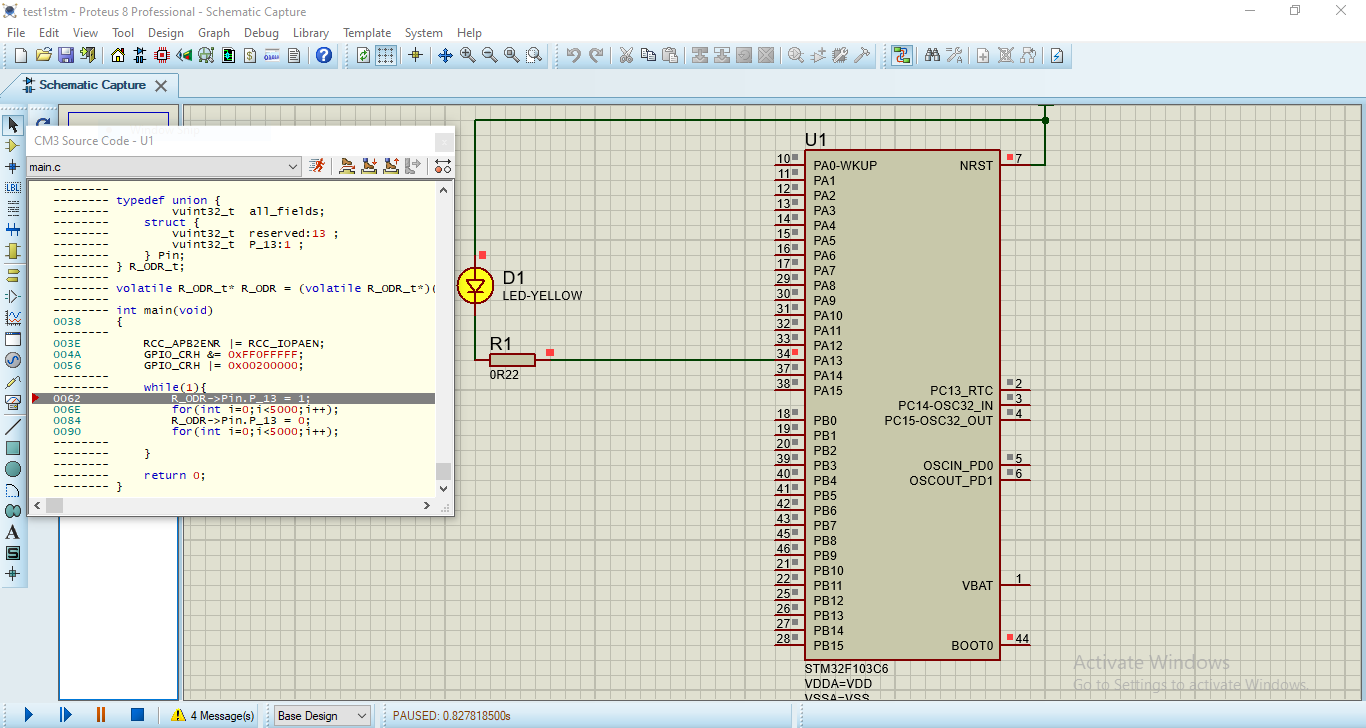 test1stm - Proteus 8 Professional - Schematic Capture
File Edit View Tool Design Graph Debug Library Template System Help
Schematic Capture
CM3 Source Code - U1
main.c
LBL
A
S
-------- typedef union {
-------- vuint32_t all_fields;
-------- struct {
-------- vuint32_t reserved:13 ;
-------- vuint32_t P_13:1 ;
-------- } Pin;
-------- } R_ODR_t;
--------
-------- volatile R_ODR_t* R_ODR = (volatile R_ODR_t*)(
--------
-------- int main(void)
0038 {
--------
003E RCC_APB2ENR |= RCC_IOPAEN;
004A GPIO_CRH &= 0xFF0FFFFF;
0056 GPIO_CRH |= 0x00200000;
--------
-------- while(1){
0062 R_ODR->Pin.P_13 = 1;
006E for(int i=0;i<5000;i++);
0084 R_ODR->Pin.P_13 = 0;
0090 for(int i=0;i<5000;i++);
--------
-------- }
--------
-------- return 0;
-------- }
D1
LED-YELLOW
R1
0R22
U1
10 PA0-WKUP
11 PA1
12 PA2
13 PA3
14 PA4
15 PA5
16 PA6
17 PA7
29 PA8
30 PA9
31 PA10
32 PA11
33 PA12
34 PA13
37 PA14
38 PA15
18 PB0
19 PB1
20 PB2
39 PB3
40 PB4
41 PB5
42 PB6
43 PB7
45 PB8
46 PB9
21 PB10
22 PB11
25 PB12
26 PB13
27 PB14
28 PB15
NRST 7
PC13_RTC 2
PC14-OSC32_IN 3
PC15-OSC32_OUT 4
OSCIN_PD0 5
OSCOUT_PD1 6
VBAT 1
BOOT0 44
STM32F103C6
VDDA=VDD
VSSA=VSS
Activate Windows
Go to Settings to activate Windows.
4 Message(s)
Base Design
PAUSED: 0.827818500s